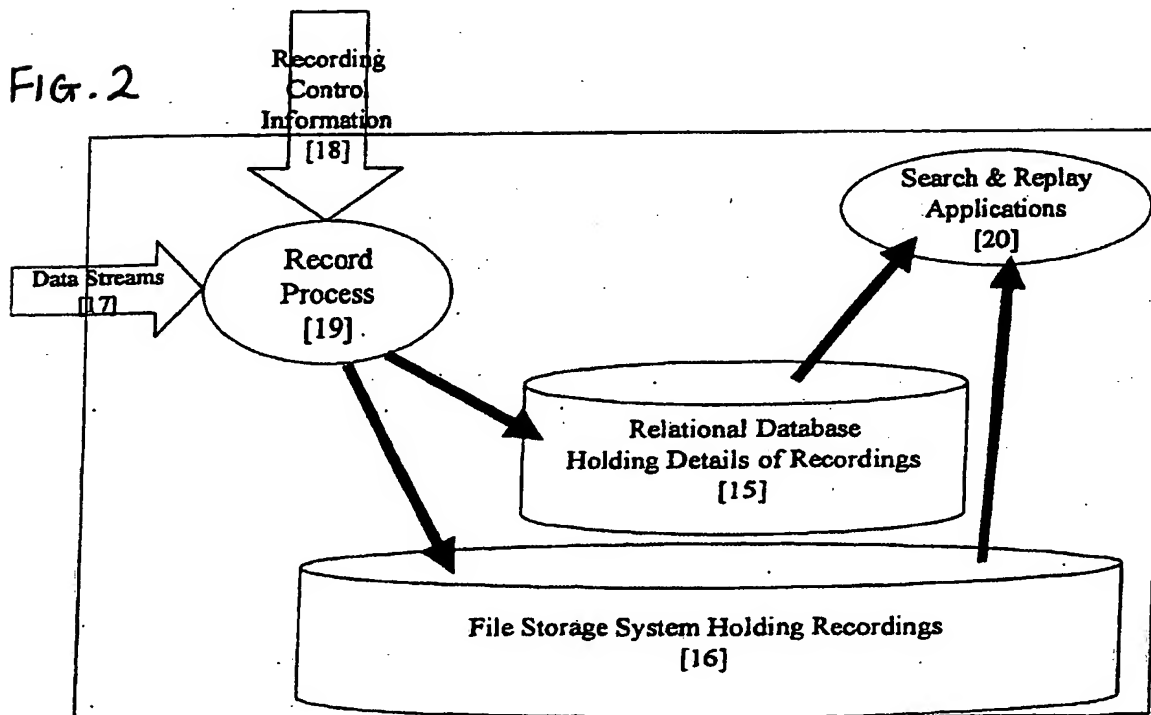 FIG. 2
Recording
Control
Information
[18]
Search & Replay
Applications
[20]
Data Streams
[17]
Record
Process
[19]
Relational Database
Holding Details of Recordings
[15]
File Storage System Holding Recordings
[16]